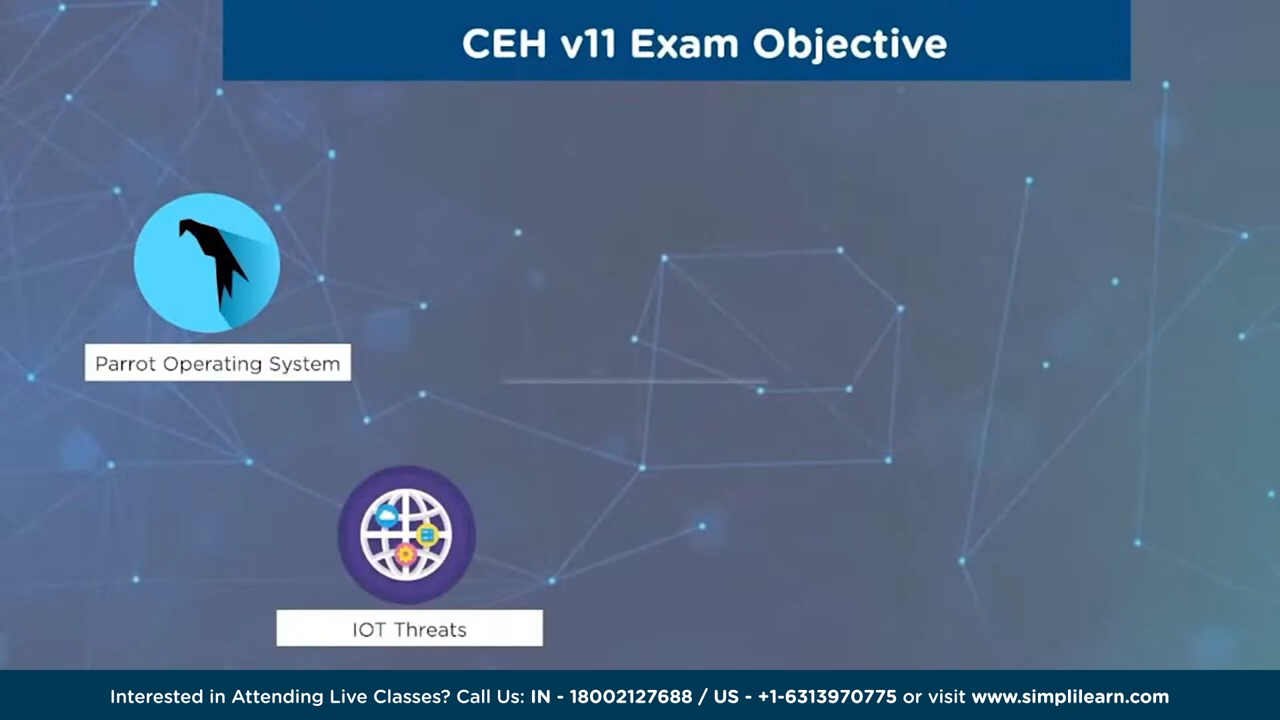 CEH v11 Exam Objective
Parrot Operating System
IOT Threats
Interested in Attending Live Classes? Call Us: IN - 18002127688 / US - +1-6313970775 or visit www.simplilearn.com